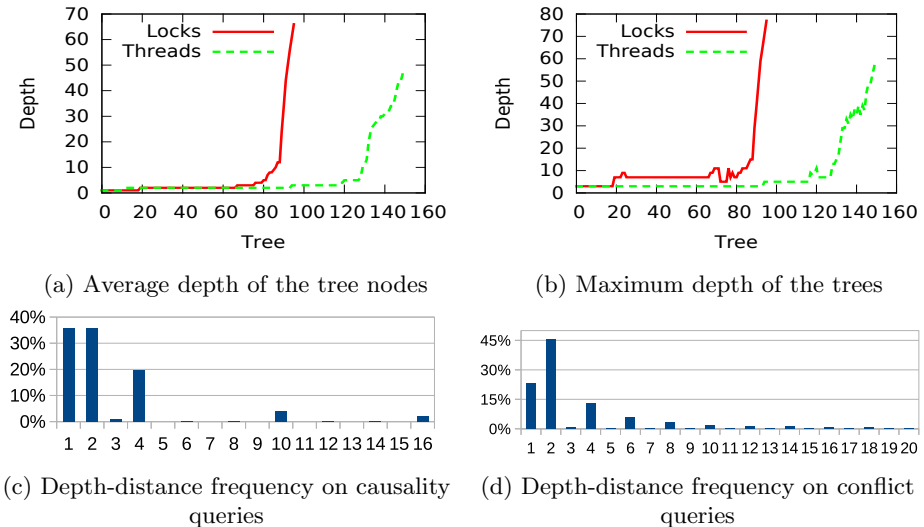 70
60
50
40
30
20
10
0
Depth
Locks
Threads
0 20 40 60 80 100 120 140 160
Tree
(a) Average depth of the tree nodes
80
70
60
50
40
30
20
10
0
Depth
Locks
Threads
0 20 40 60 80 100 120 140 160
Tree
(b) Maximum depth of the trees
40%
30%
20%
10%
0%
1 2 3 4 5 6 7 8 9 10 11 12 13 14 15 16
(c) Depth-distance frequency on causality
queries
45%
30%
15%
0%
1 2 3 4 5 6 7 8 9 10 11 12 13 14 15 16 17 18 19 20
(d) Depth-distance frequency on conflict
queries